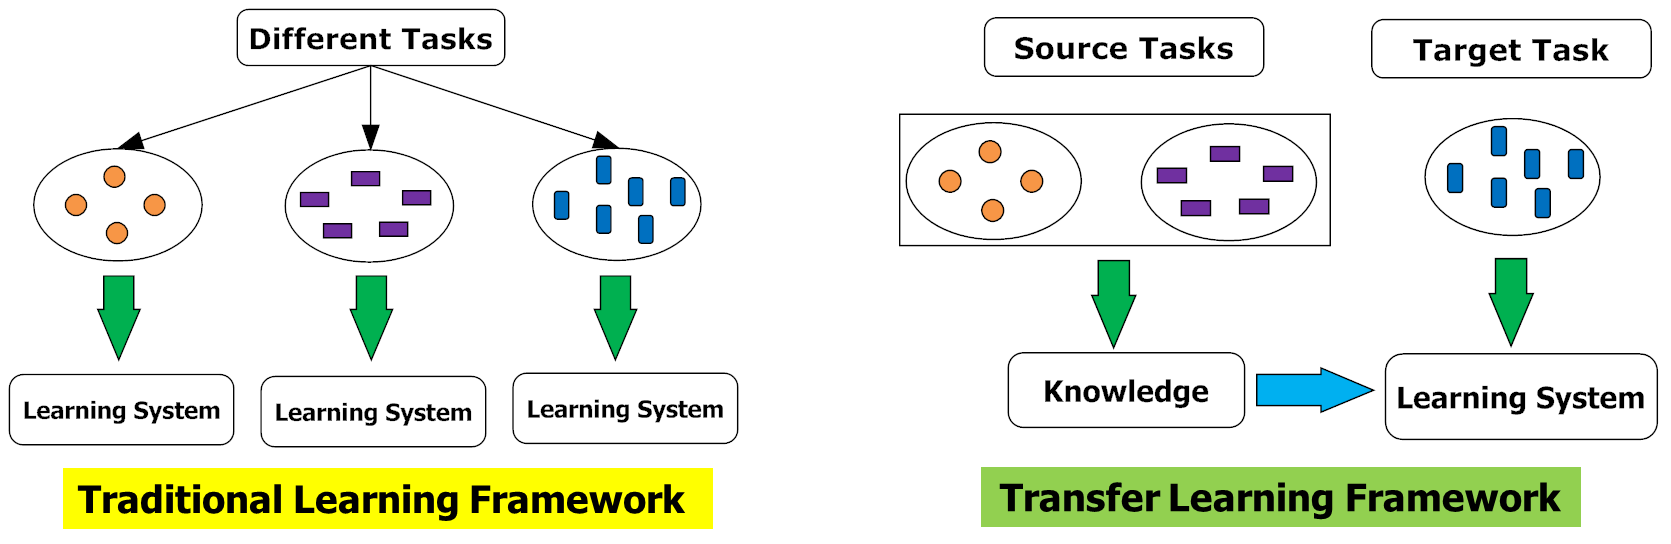 Different Tasks
Learning System
Learning System
Learning System
Traditional Learning Framework
Source Tasks
Target Task
Knowledge
Learning System
Transfer Learning Framework